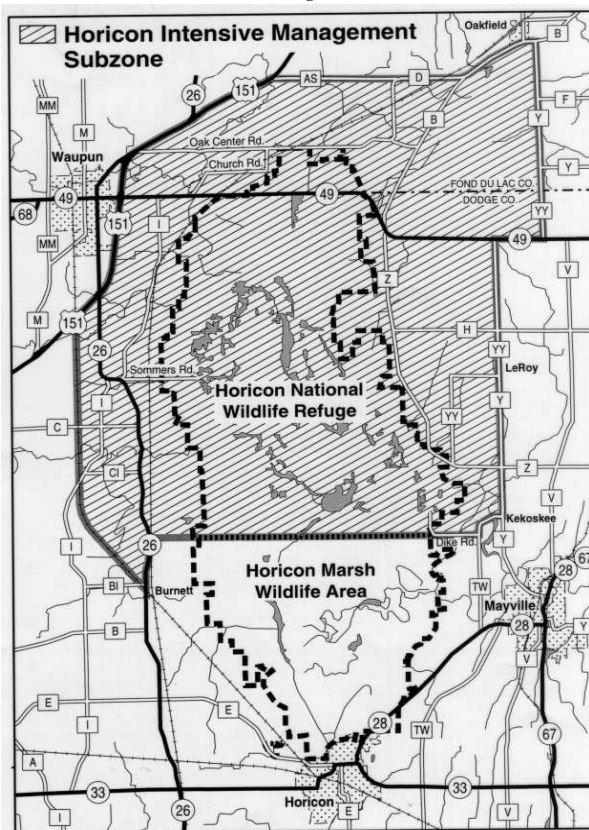 Horicon Intensive Management
Subzone
Oakfield
B
AS
D
151
26
MM
M
B
F
Y
Waupun
Oak Center Rd.
Church Rd.
Y
49
49
FOND DU LAC CO.
DODGE CO.
68
151
I
YY
49
MM
Z
V
M
151
H
26
YY
LeRoy
Sommers Rd.
Horicon National
Wildlife Refuge
I
Y
C
YY
CI
Z
V
Kekoskee
26
Dike Rd.
Y
I
Horicon Marsh
Wildlife Area
28
67
BI
Burnett
TW
Mayville
B
28
Y
V
E
E
28
I
TW
67
A
33
33
Horicon
I
26
E
V